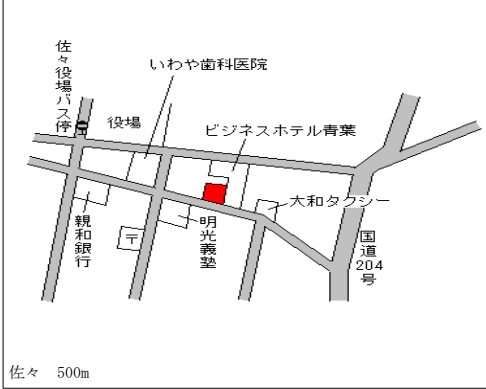 佐々役場バス停
いわや歯科医院
役場
ビジネスホテル青葉
大和タクシー
親和銀行
〒
明光義塾
国道204号
佐々 500m